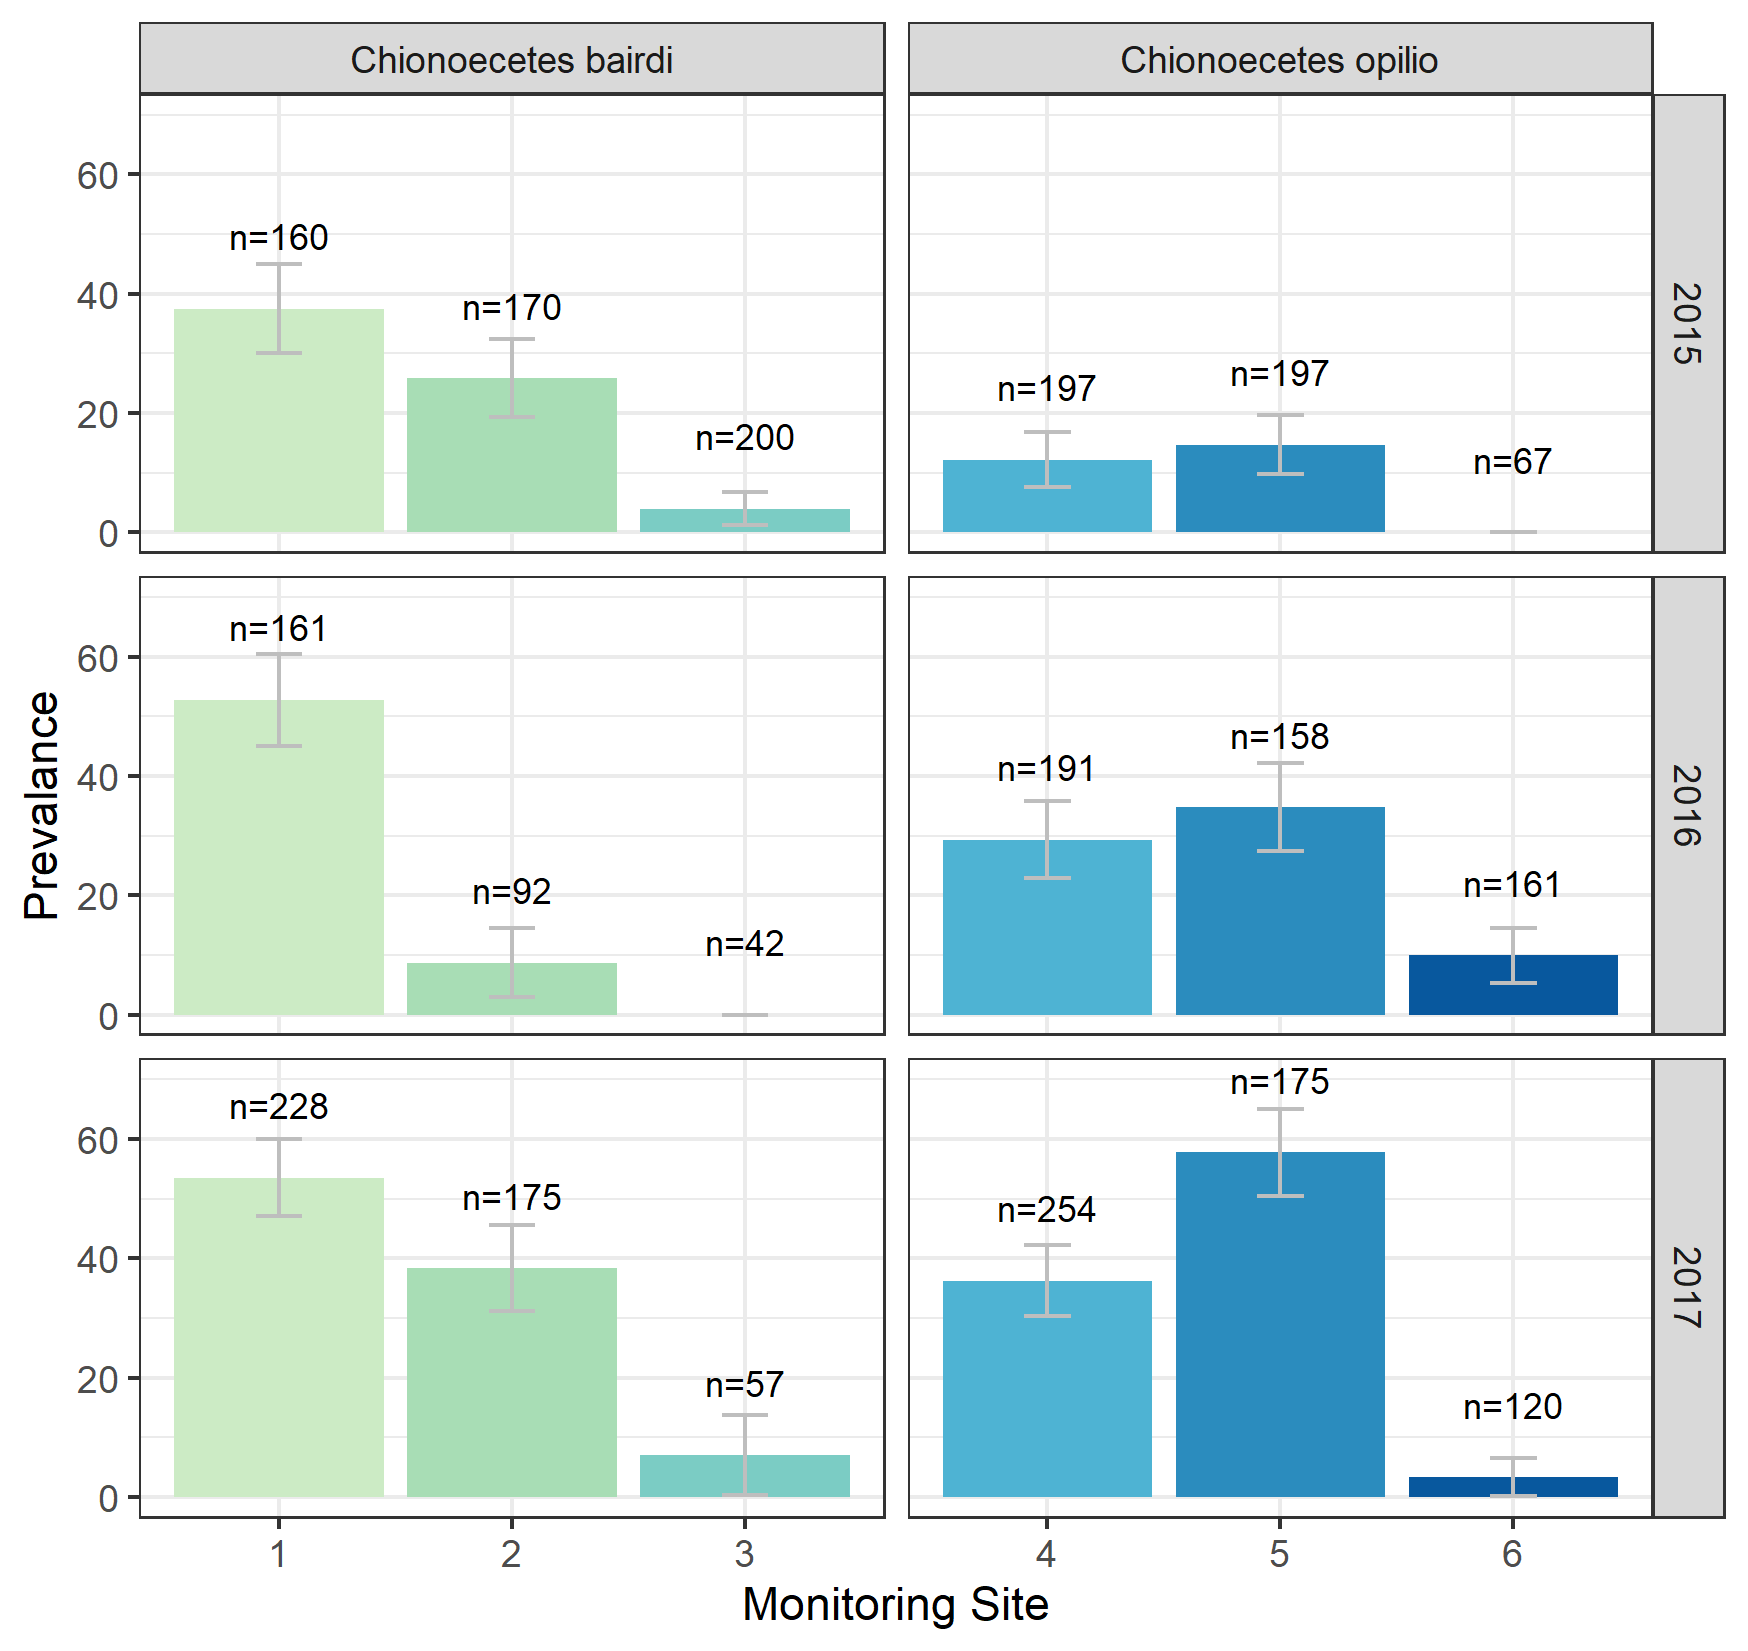 Chionoecetes bairdi
Chionoecetes opilio
60
40
20
0
n=160
n=170
n=200
n=197
n=197
n=67
2015
Prevalance
60
40
20
0
n=161
n=92
n=42
n=191
n=158
n=161
2016
60
40
20
0
n=228
n=175
n=57
n=254
n=175
n=120
2017
1 2 3 4 5 6
Monitoring Site